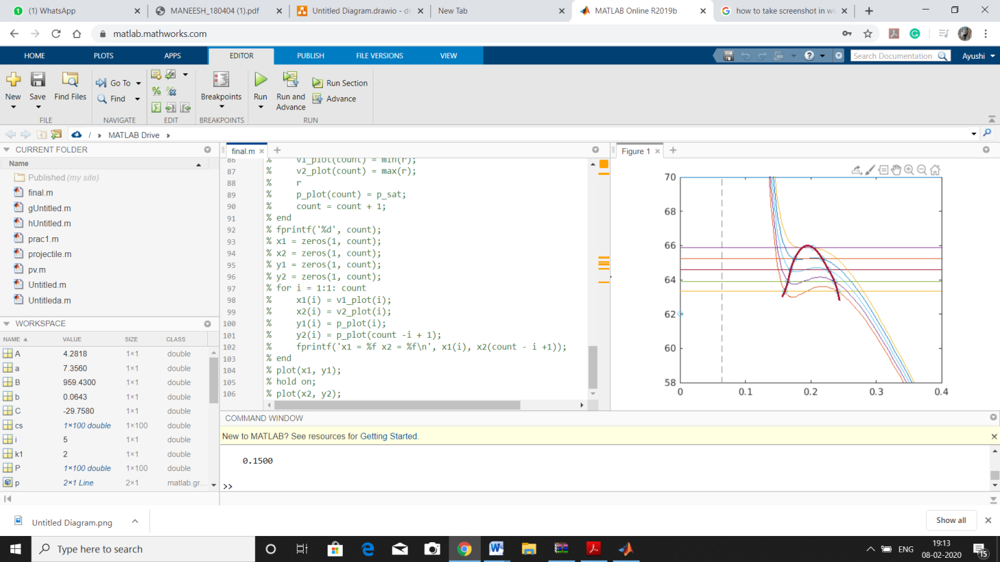 (1) WhatsApp
MANEESH_180404 (1).pdf
Untitled Diagram.drawio - d
New Tab
MATLAB Online R2019b
how to take screenshot in wi
matlab.mathworks.com
HOME PLOTS APPS EDITOR PUBLISH FILE VERSIONS VIEW
Search Documentation
Ayushi
New
Save
Find Files
Go To
Find
Breakpoints
Run
Run and
Advance
Run Section
Advance
FILE NAVIGATE EDIT BREAKPOINTS RUN
/ MATLAB Drive
CURRENT FOLDER
Name
Published (my site)
final.m
gUntitled.m
hUntitled.m
prac1.m
projectile.m
pv.m
Untitled.m
Untitleda.m
WORKSPACE
NAME VALUE SIZE CLASS
A 4.2818 1×1 double
a 7.3560 1×1 double
B 959.4300 1×1 double
b 0.0643 1×1 double
C -29.7580 1×1 double
cs 1×100 double 1×100 double
i 5 1×1 double
k1 2 1×1 double
P 1×100 double 1×100 double
p 2×1 Line 2×1 matlab.gr...
final.m
86 % v1_plot(count) = min(r);
87 % v2_plot(count) = max(r);
88 % r
89 % p_plot(count) = p_sat;
90 % count = count + 1;
91 % end
92 % fprintf('%d', count);
93 % x1 = zeros(1, count);
94 % x2 = zeros(1, count);
95 % y1 = zeros(1, count);
96 % y2 = zeros(1, count);
97 % for i = 1:1: count
98 % x1(i) = v1_plot(i);
99 % x2(i) = v2_plot(i);
100 % y1(i) = p_plot(i);
101 % y2(i) = p_plot(count -i + 1);
102 % fprintf('x1 = %f x2 = %f\n', x1(i), x2(count - i +1));
103 % end
104 % plot(x1, y1);
105 % hold on;
106 % plot(x2, y2);
Figure 1
70
68
66
64
62
60
58
0 0.1 0.2 0.3 0.4
COMMAND WINDOW
New to MATLAB? See resources for Getting Started.
0.1500
>>
Untitled Diagram.png
Show all
Type here to search
ENG
19:13
08-02-2020
15